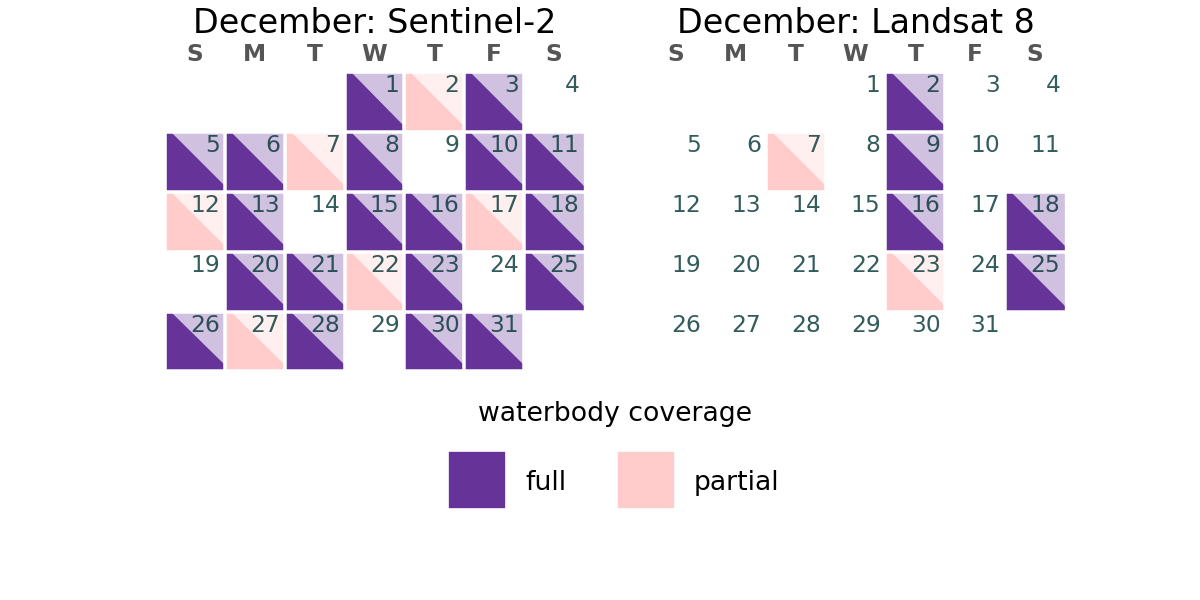 December: Sentinel-2
S M T W T F S
1 2 3 4
5 6 7 8 9 10 11
12 13 14 15 16 17 18
19 20 21 22 23 24 25
26 27 28 29 30 31
December: Landsat 8
S M T W T F S
1 2 3 4
5 6 7 8 9 10 11
12 13 14 15 16 17 18
19 20 21 22 23 24 25
26 27 28 29 30 31
waterbody coverage
full
partial